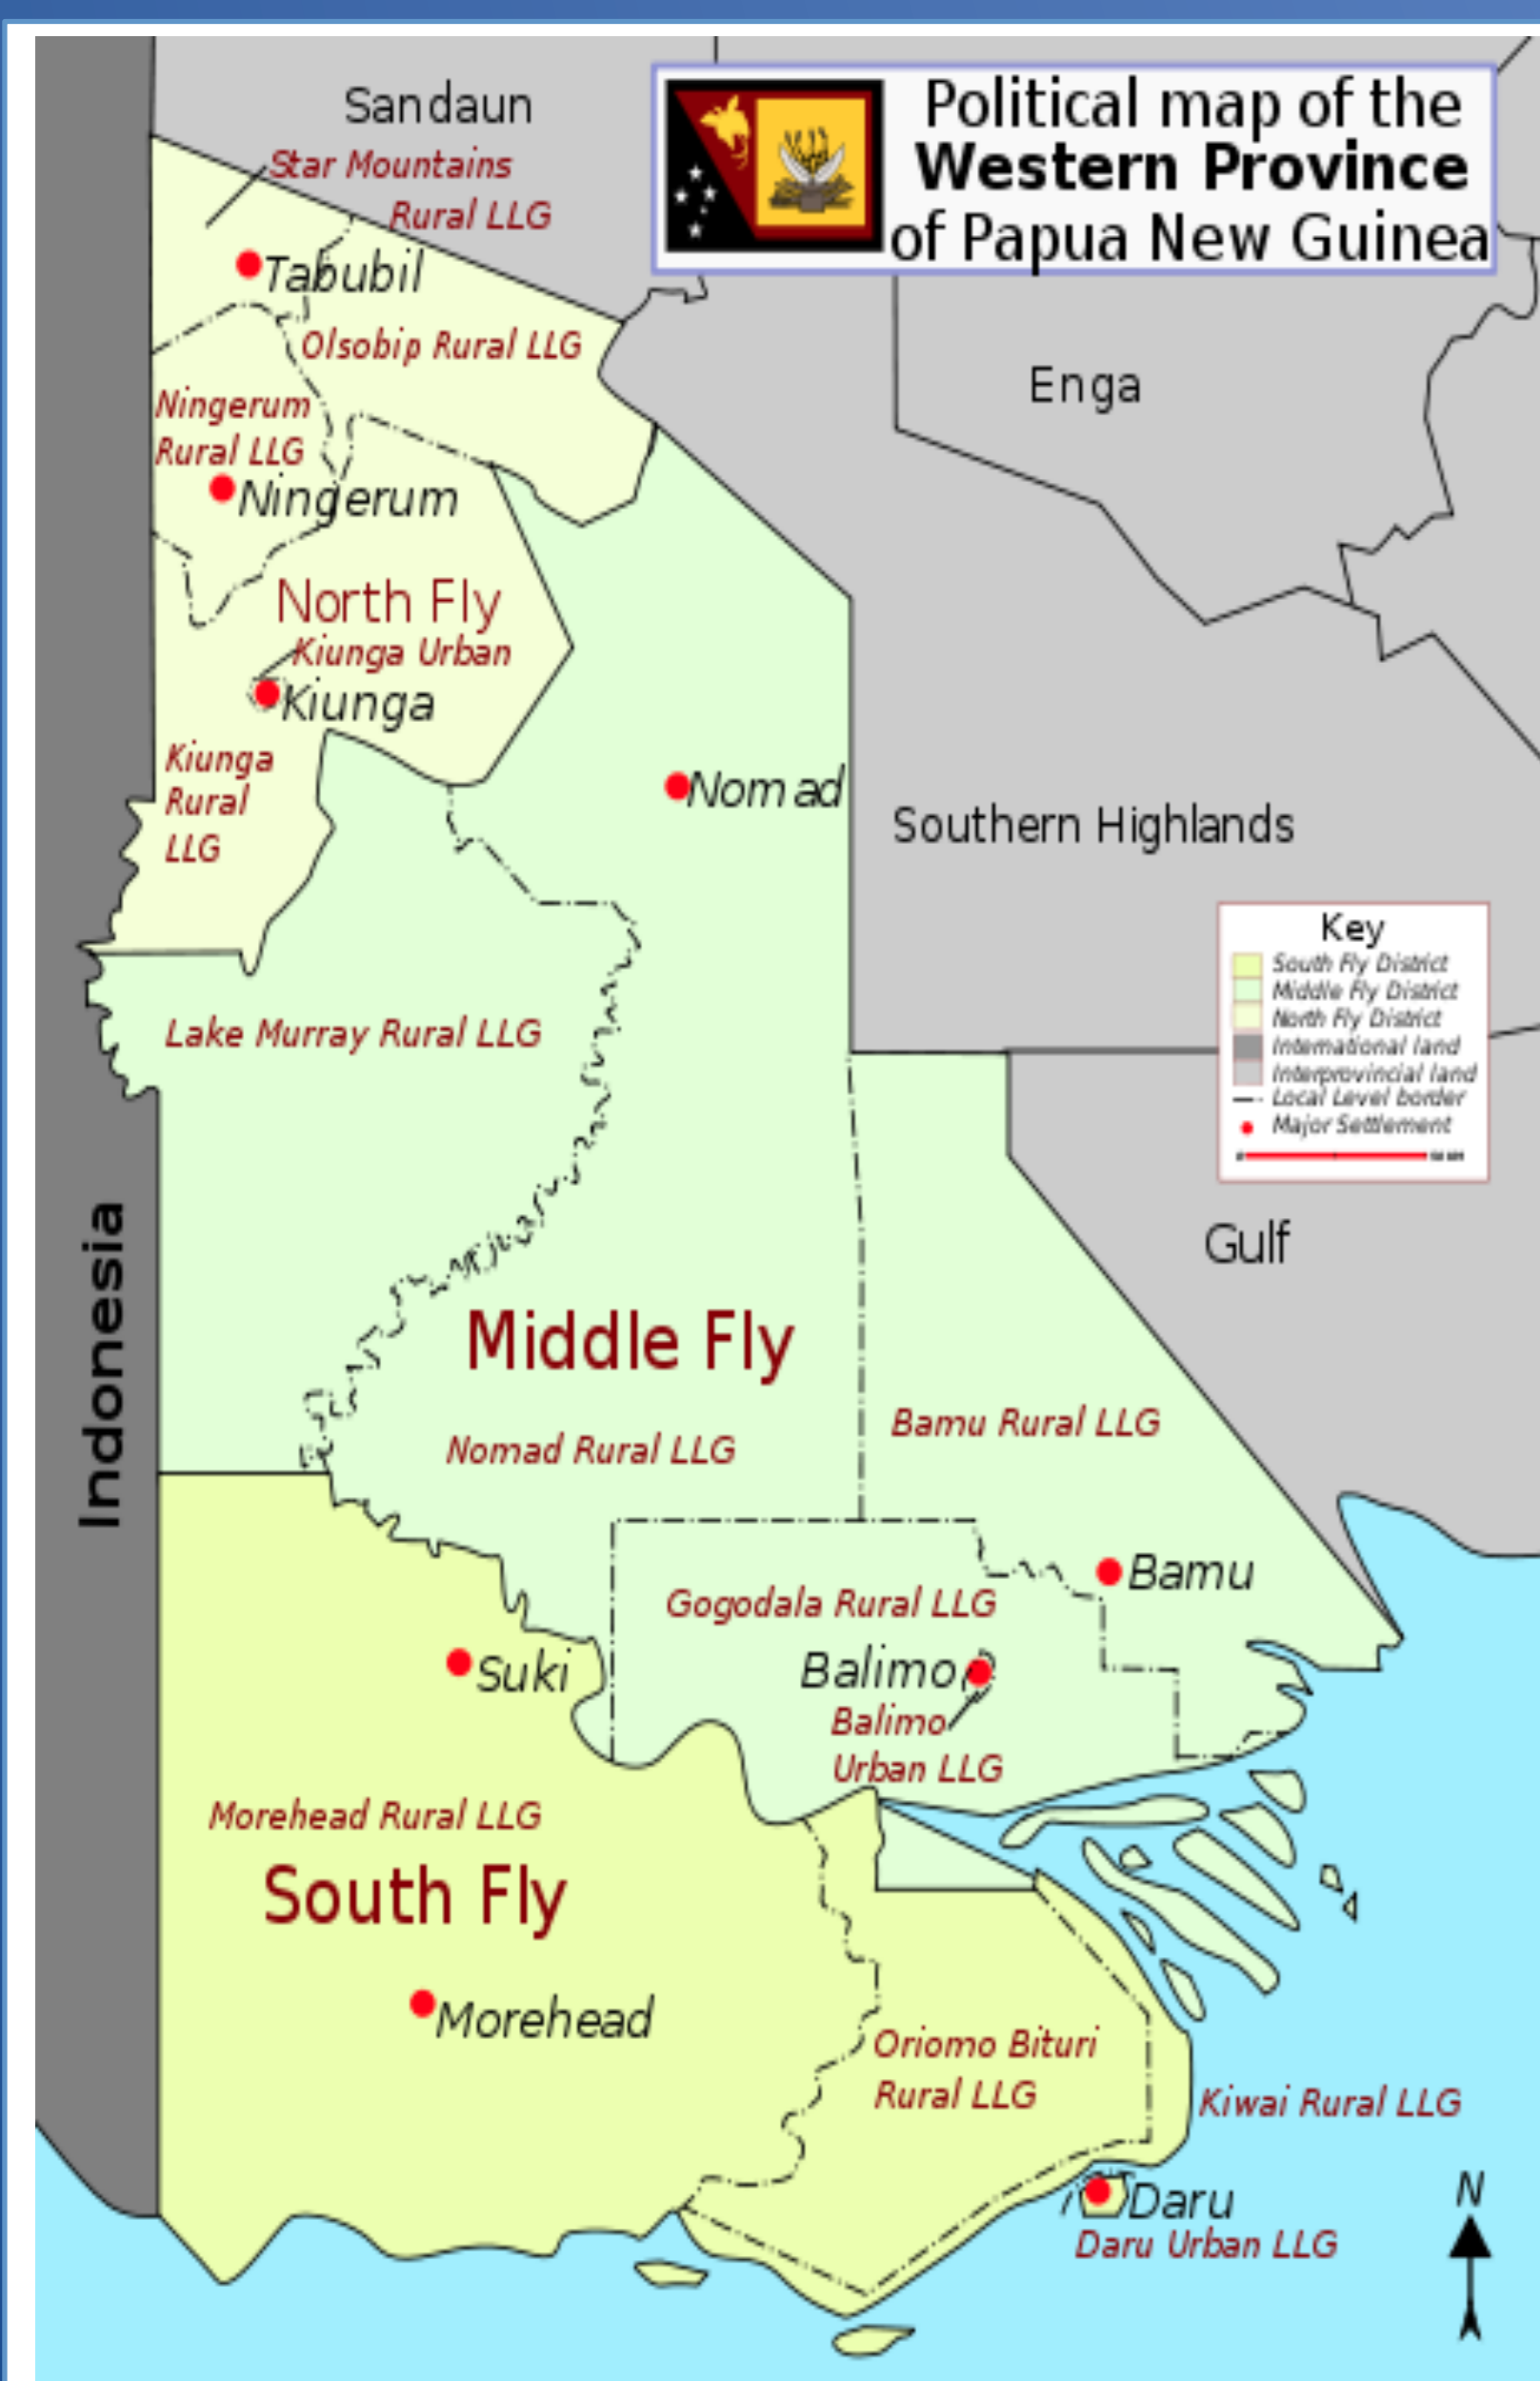 Sandaun
Political map of the
Western Province
of Papua New Guinea
Star Mountains
Rural LLG
Tabubil
Olsobip Rural LLG
Enga
Ningerum
Rural LLG
Ningerum
North Fly
Kiunga Urban
Kiunga
Kiunga
Rural
LLG
Nomad
Southern Highlands
Key
South Fly District
Middle Fly District
North Fly District
International land
Interprovincial land
Local Level border
Major Settlement
Lake Murray Rural LLG
Gulf
Indonesia
Middle Fly
Nomad Rural LLG
Bamu Rural LLG
Bamu
Gogodala Rural LLG
Balimo
Balimo
Urban LLG
Suki
Morehead Rural LLG
South Fly
Morehead
Oriomo Bituri
Rural LLG
Kiwai Rural LLG
Daru
Daru Urban LLG
N